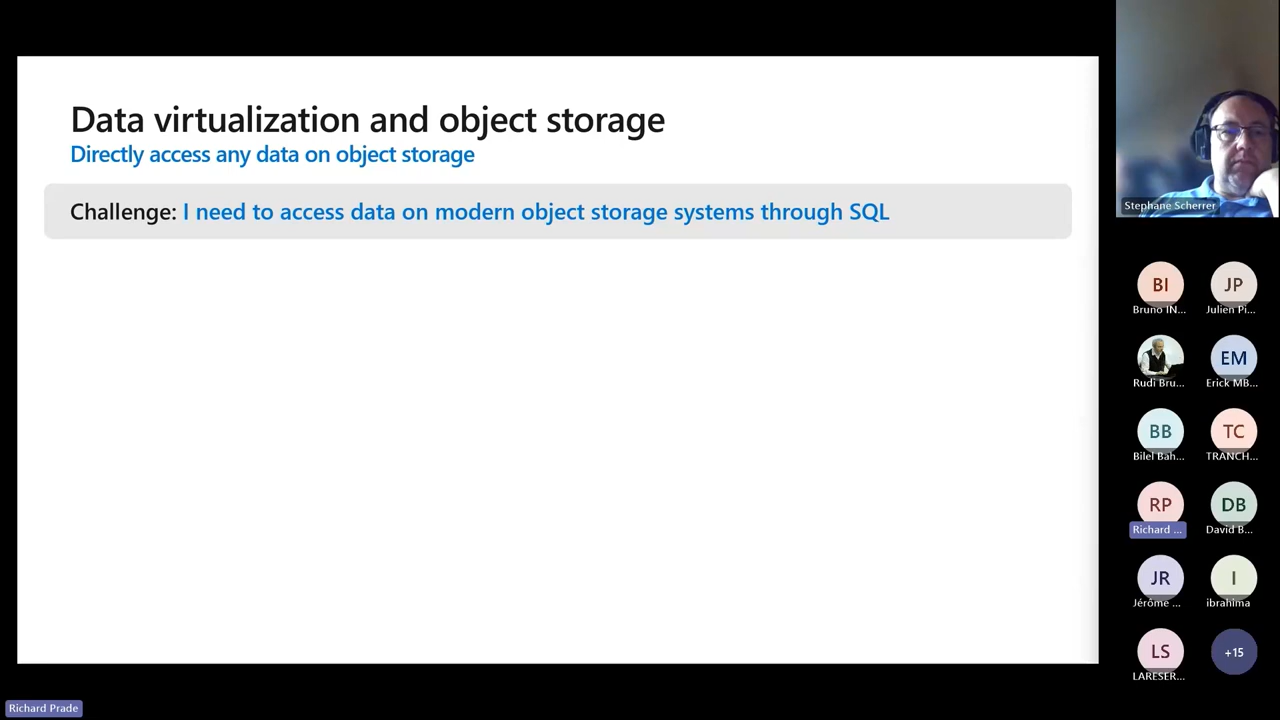 Data virtualization and object storage
Directly access any data on object storage
Challenge: I need to access data on modern object storage systems through SQL
Stephane Scherrer
BI
JP
Bruno IN...
Julien Pi...
EM
Rudi Bru...
Erick MB...
BB
TC
Bilel Bah...
TRANCH...
RP
DB
Richard ...
David B...
JR
I
Jérôme ...
ibrahima
LS
+15
LARESER...
Richard Prade